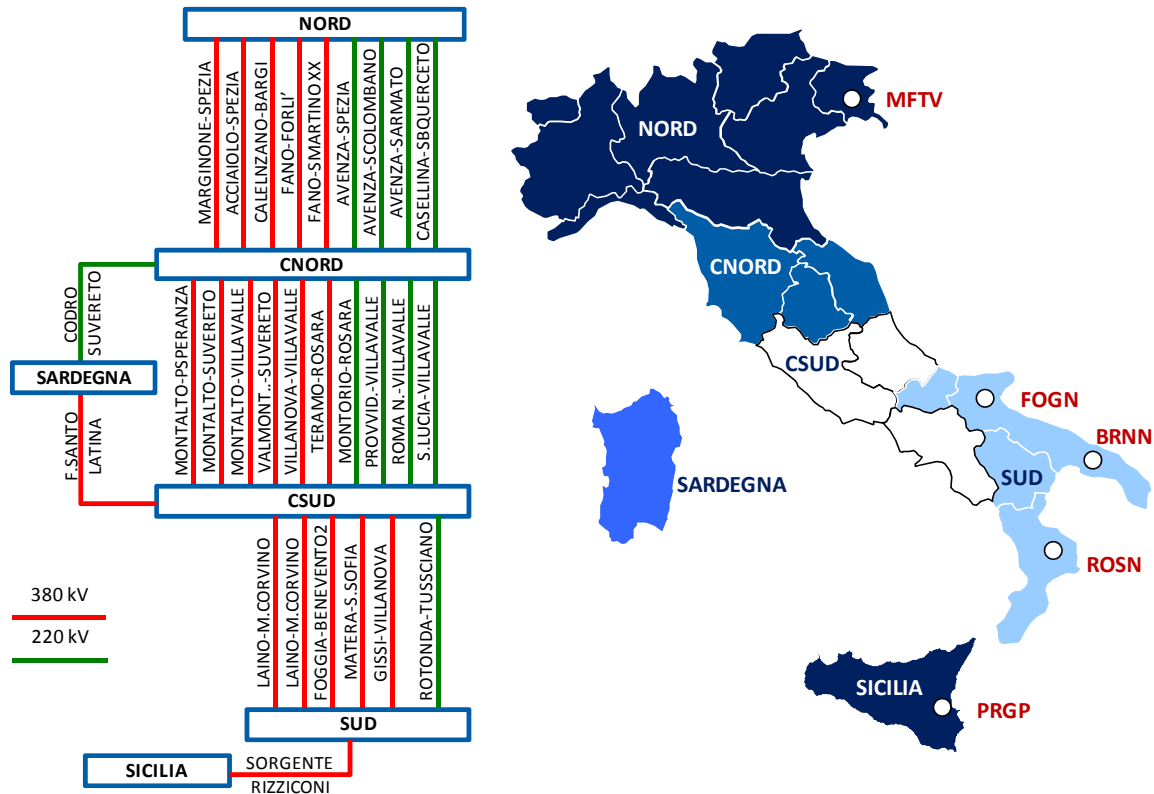 NORD
MARGINONE-SPEZIA
ACCIAIOLO-SPEZIA
CALELNZANO-BARGI
FANO-FORLI´
FANO-SMARTINOXX
AVENZA-SPEZIA
AVENZA-SCOLOMBANO
AVENZA-SARMATO
CASELLINA-SBQUERCETO
CNORD
CODRO
SUVERETO
SARDEGNA
F.SANTO
LATINA
MONTALTO-PSPERANZA
MONTALTO-SUVERETO
MONTALTO-VILLAVALLE
VALMONT..-SUVERETO
VILLANOVA-VILLAVALLE
TERAMO-ROSARA
MONTORIO-ROSARA
PROVVID.-VILLAVALLE
ROMA N.-VILLAVALLE
S.LUCIA-VILLAVALLE
CSUD
LAINO-M.CORVINO
LAINO-M.CORVINO
FOGGIA-BENEVENTO2
MATERA-S.SOFIA
GISSI-VILLANOVA
ROTONDA-TUSSCIANO
380 kV
220 kV
SUD
SICILIA
SORGENTE
RIZZICONI
MFTV
NORD
CNORD
CSUD
FOGN
BRNN
SUD
SARDEGNA
ROSN
SICILIA
PRGP